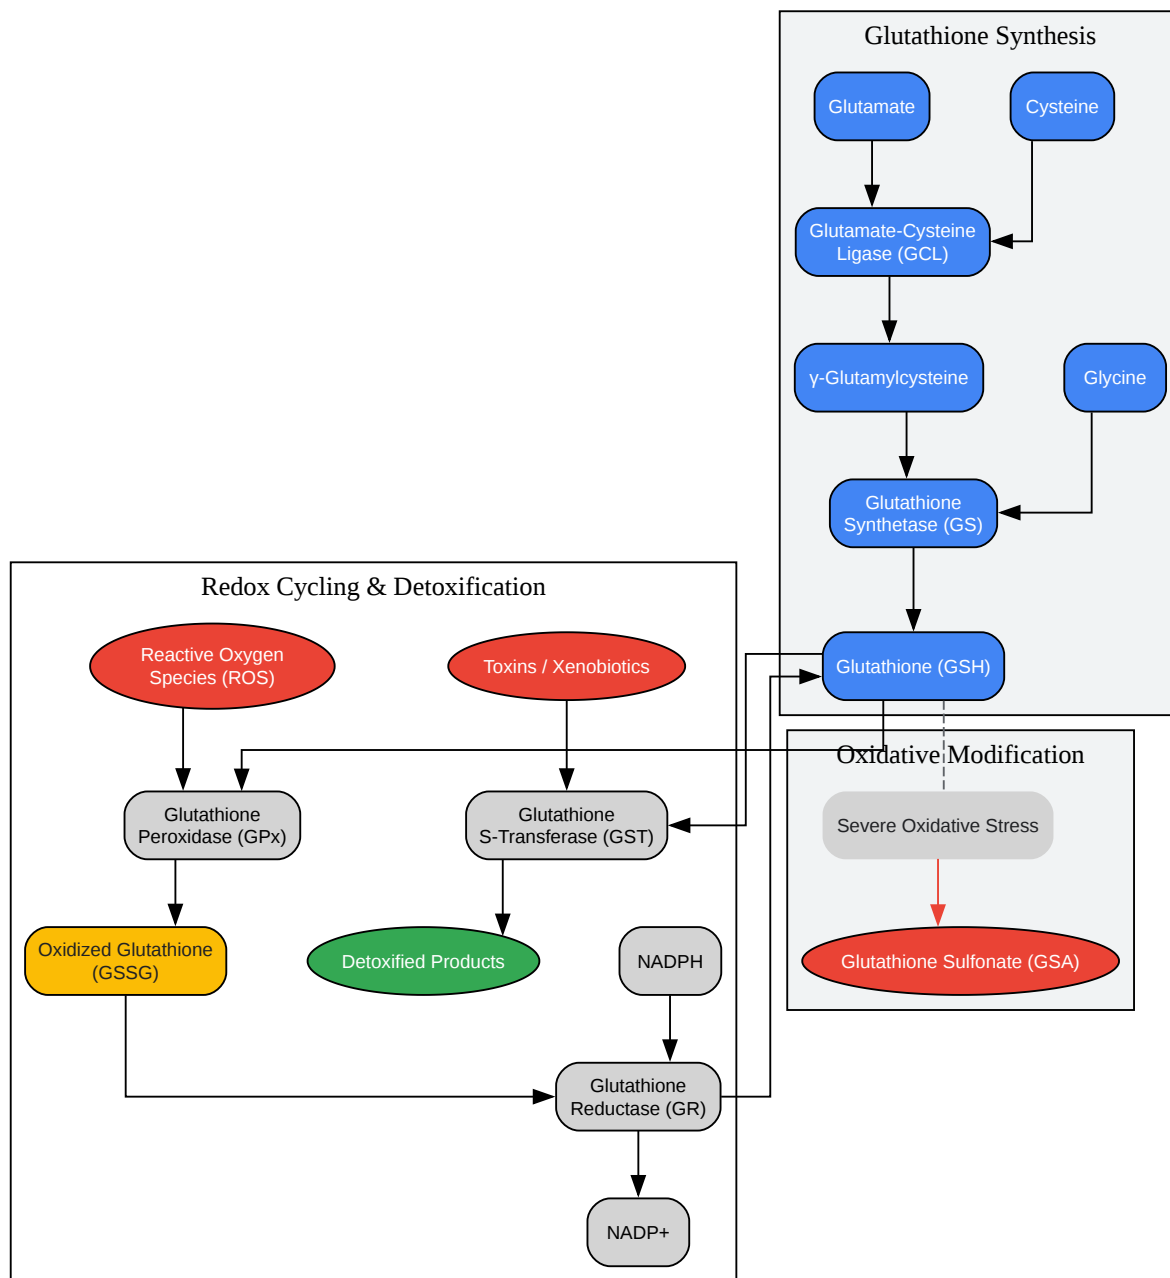 Glutathione Synthesis
Glutamate
Cysteine
Glutamate-Cysteine
Ligase (GCL)
γ-Glutamylcysteine
Glycine
Glutathione
Synthetase (GS)
Glutathione (GSH)
Redox Cycling & Detoxification
Reactive Oxygen
Species (ROS)
Toxins / Xenobiotics
Glutathione
Peroxidase (GPx)
Glutathione
S-Transferase (GST)
Oxidized Glutathione
(GSSG)
Detoxified Products
NADPH
Glutathione
Reductase (GR)
NADP+
Oxidative Modification
Severe Oxidative Stress
Glutathione Sulfonate (GSA)